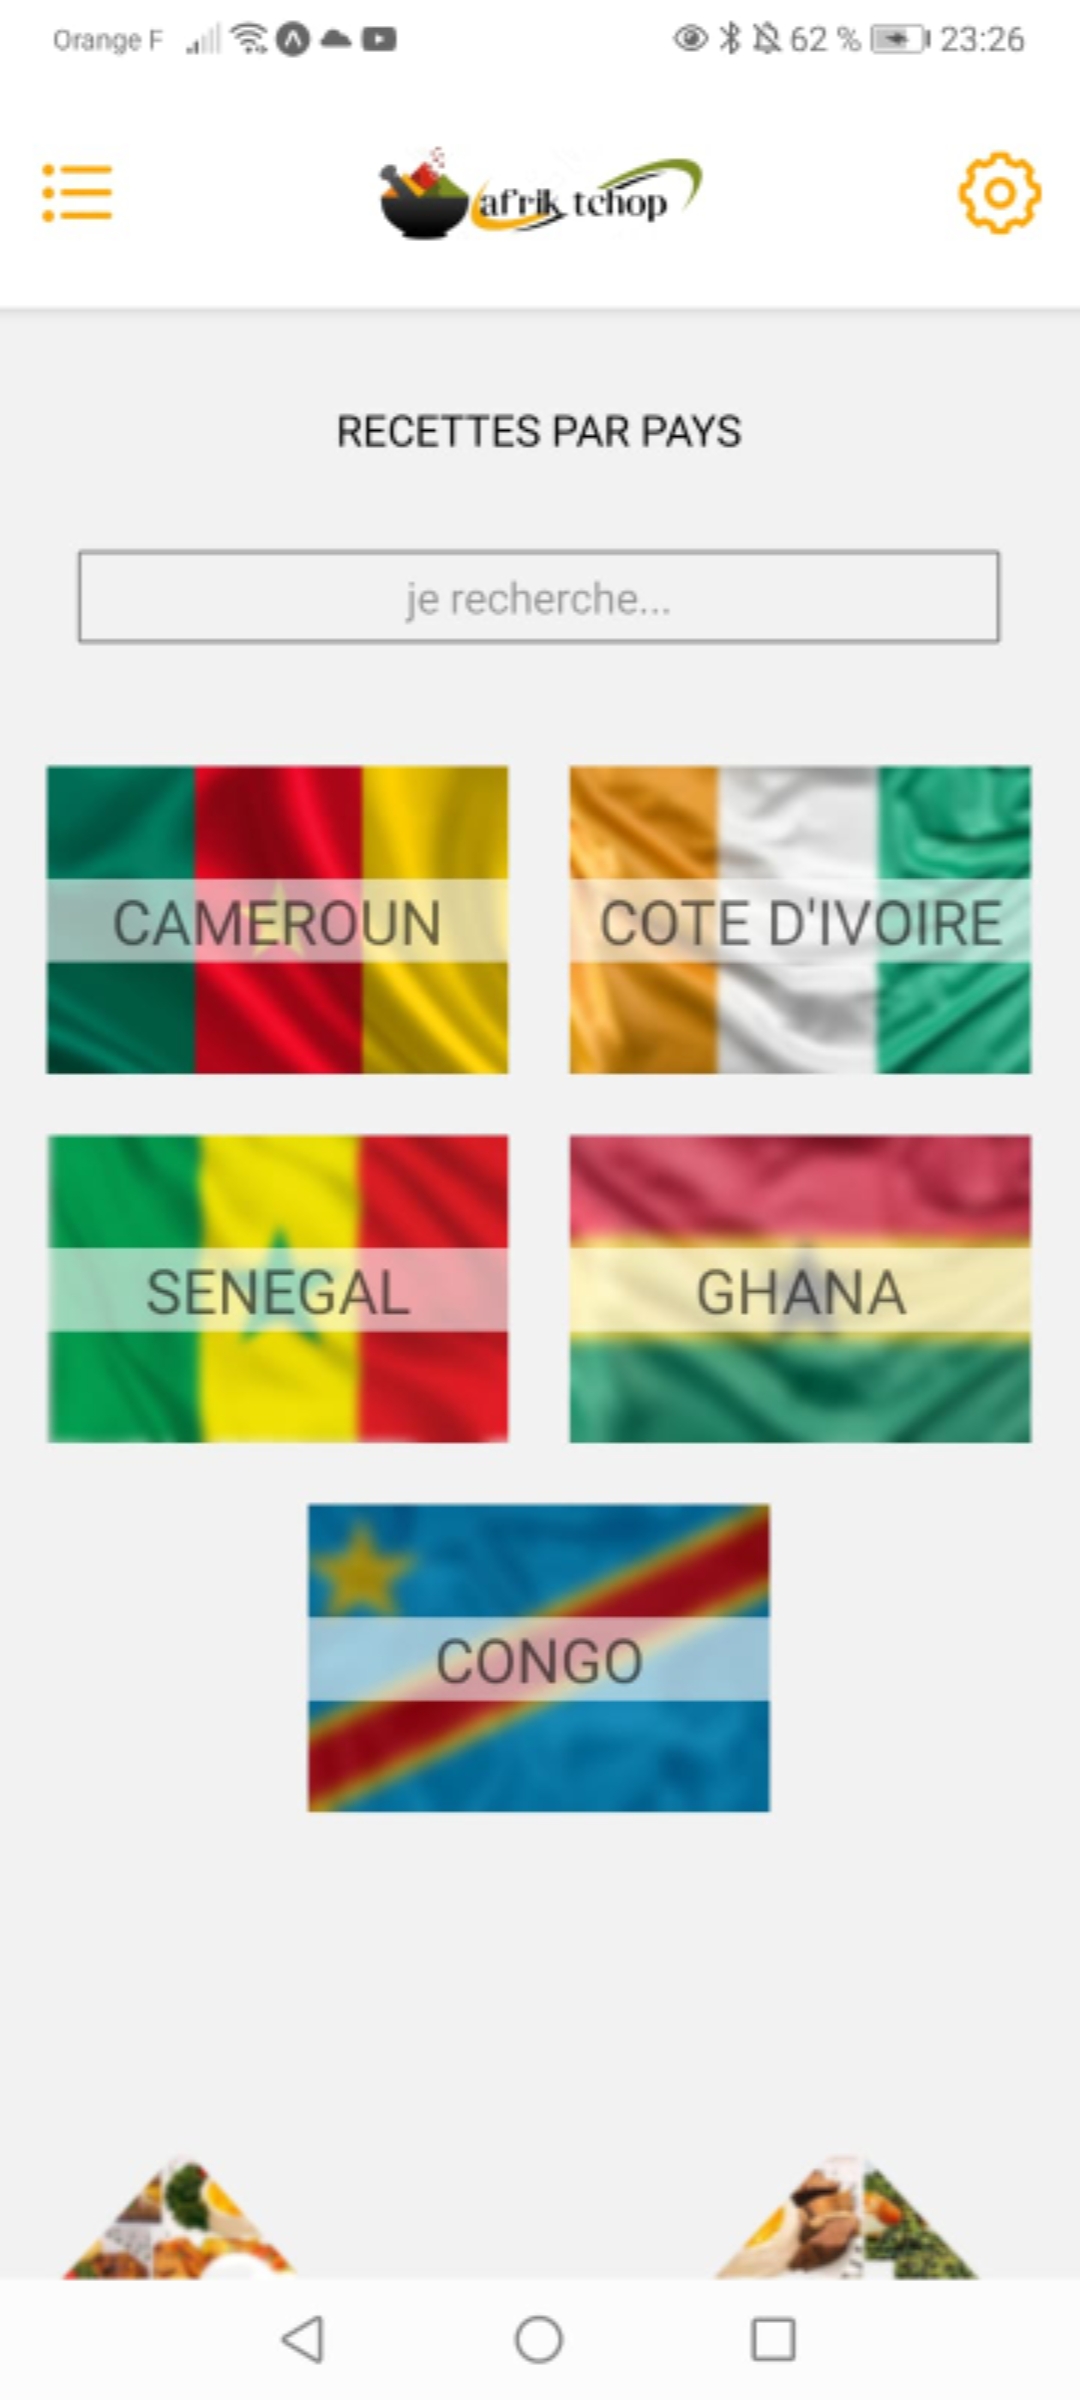 Orange F 62 % 23:26
afrik tchop
RECETTES PAR PAYS
je recherche...
CAMEROUN
COTE D'IVOIRE
SENEGAL
GHANA
CONGO